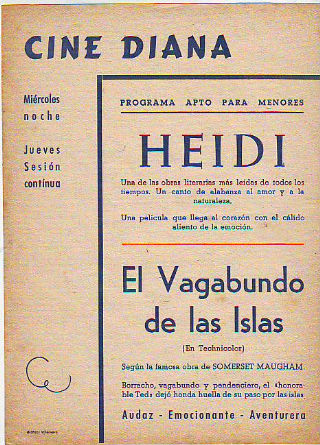 CINE DIANA
Miércoles
noche
Jueves
Sesión
contínua
PROGRAMA APTO PARA MENORES
HEIDI
Una de las obras literarias más leídas de todos los
tiempos. Un canto de alabanza al amor y a la
naturaleza.
Una película que llega al corazón con el cálido
aliento de la emoción.
El Vagabundo
de las Islas
(En Technicolor)
Según la famosa obra de SOMERSET MAUGHAM.
Borracho, vagabundo y pendenciero, el «honora-
ble Ted» dejó honda huella de su paso por las islas
Audaz - Emocionante - Aventurera